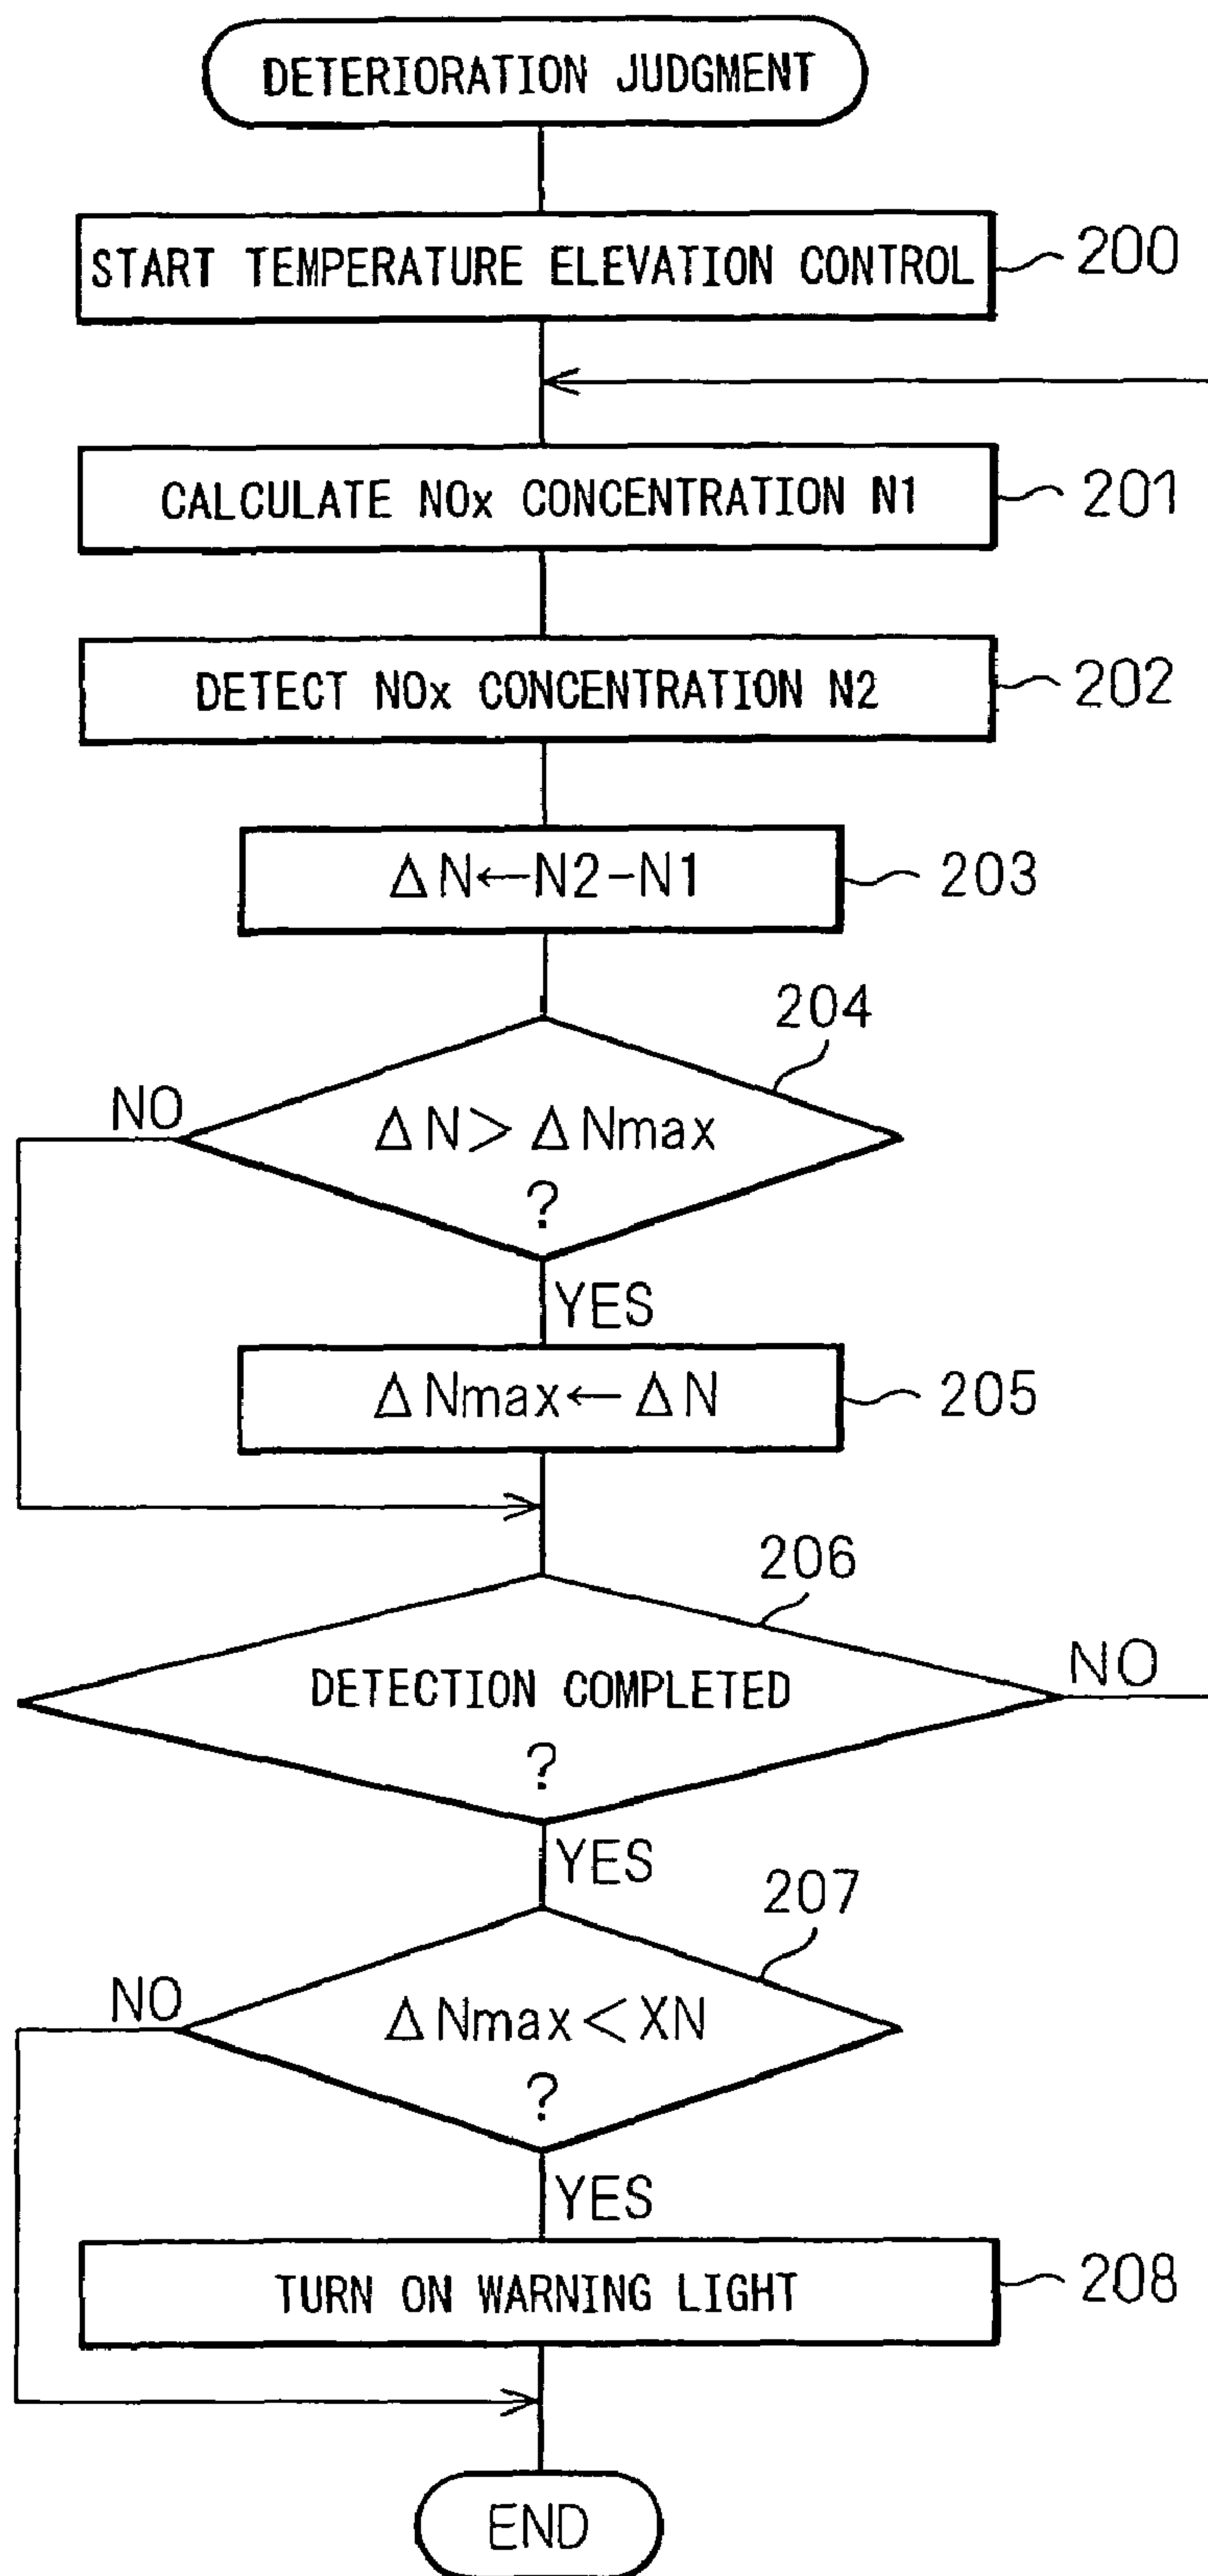 DETERIORATION JUDGMENT
START TEMPERATURE ELEVATION CONTROL
200
CALCULATE NOx CONCENTRATION N1
201
DETECT NOx CONCENTRATION N2
202
ΔN←N2-N1
203
204
NO
ΔN> ΔNmax
?
YES
ΔNmax← ΔN
205
206
DETECTION COMPLETED
?
NO
YES
207
NO
ΔNmax<XN
?
YES
TURN ON WARNING LIGHT
208
END